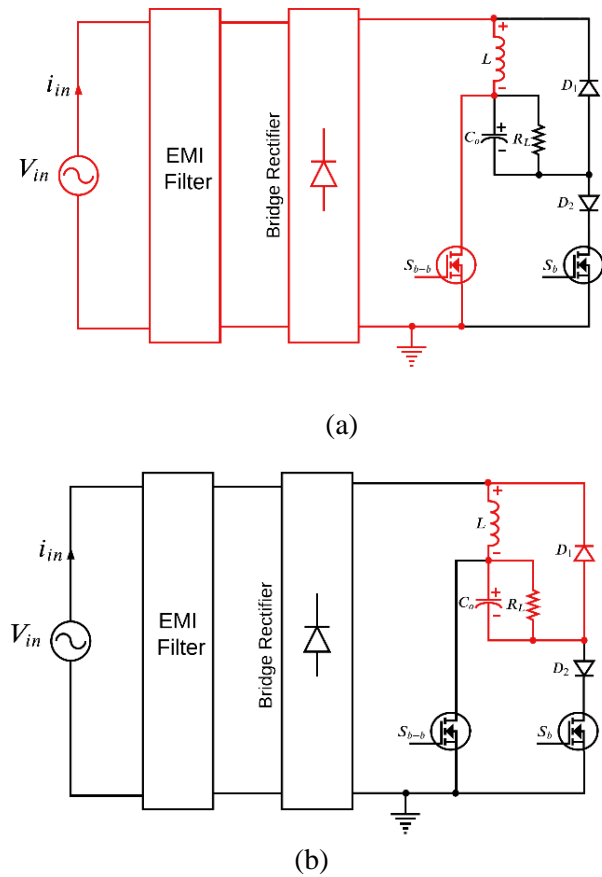 i_in
V_in
EMI
Filter
Bridge Rectifier
+
L
-
+
C_o
-
R_L
D_1
D_2
S_b-b
S_b
(a)
i_in
V_in
EMI
Filter
Bridge Rectifier
+
L
-
+
C_o
-
R_L
D_1
D_2
S_b-b
S_b
(b)